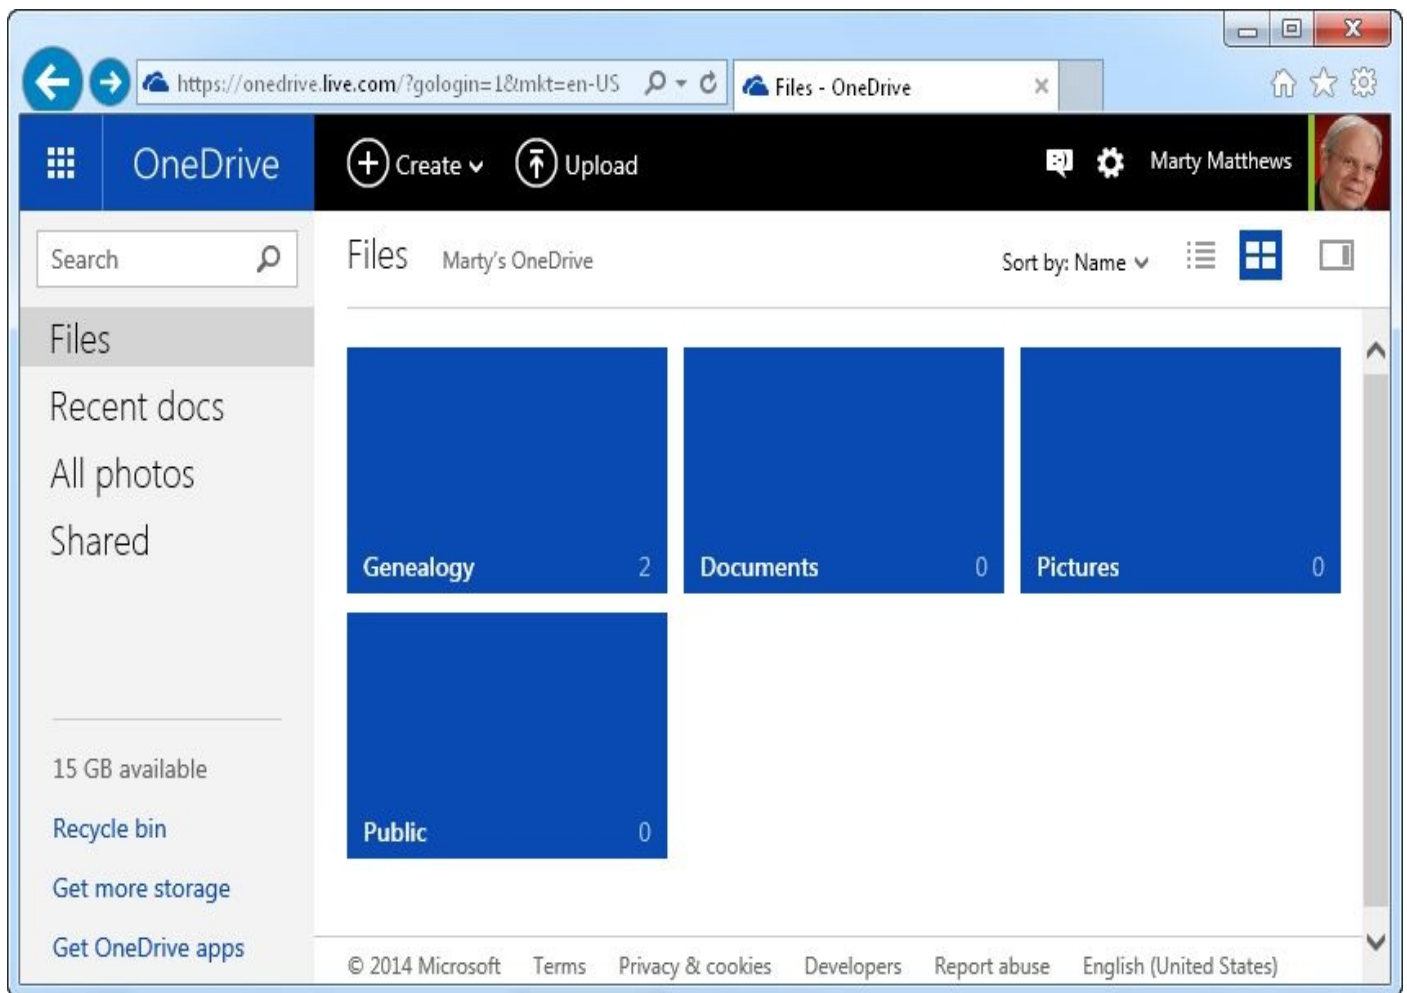 https://onedrive.live.com/?gologin=1&mkt=en-US
Files - OneDrive
OneDrive
Create
Upload
Marty Matthews
Search
Files
Marty's OneDrive
Sort by: Name
Files
Recent docs
All photos
Shared
Genealogy 2
Documents 0
Pictures 0
Public 0
15 GB available
Recycle bin
Get more storage
Get OneDrive apps
© 2014 Microsoft Terms Privacy & cookies Developers Report abuse English (United States)